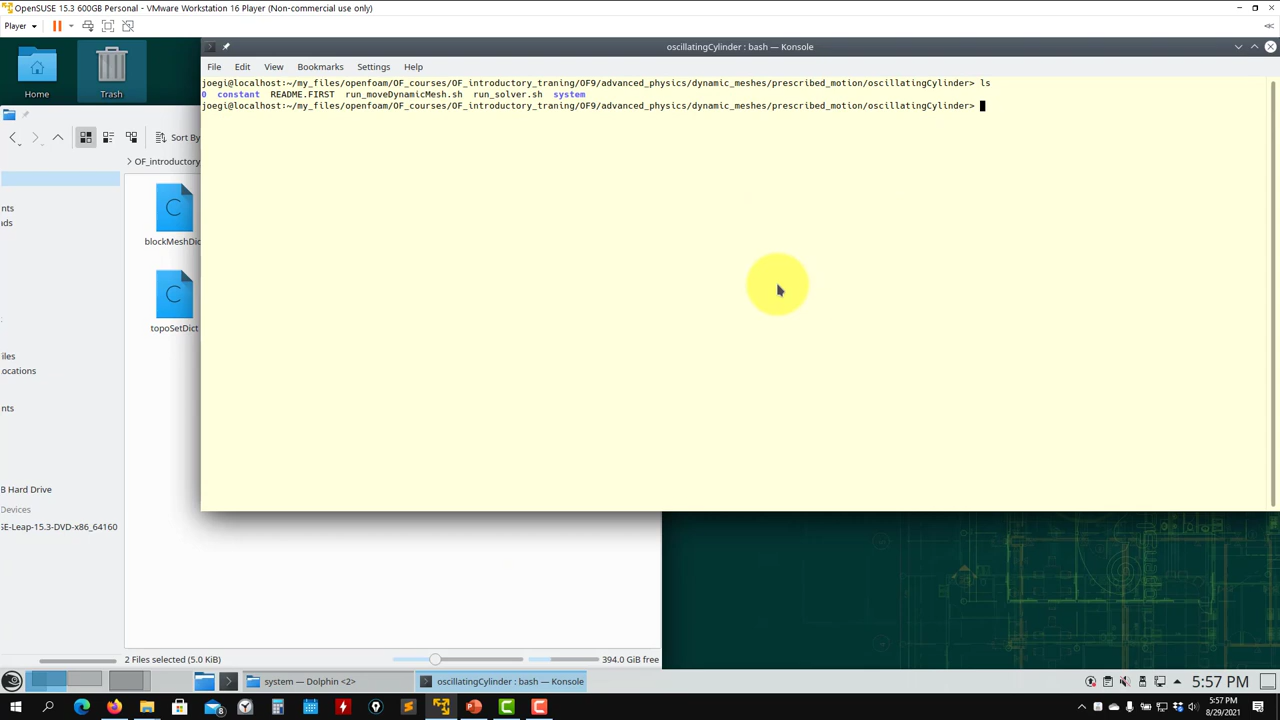 OpenSUSE 15.3 600GB Personal - VMware Workstation 16 Player (Non-commercial use only)
Player
oscillatingCylinder : bash — Konsole
File Edit View Bookmarks Settings Help
joegi@localhost:~/my_files/openfoam/OF_courses/OF_introductory_traning/OF9/advanced_physics/dynamic_meshes/prescribed_motion/oscillatingCylinder> ls
0 constant README.FIRST run_moveDynamicMesh.sh run_solver.sh system
joegi@localhost:~/my_files/openfoam/OF_courses/OF_introductory_traning/OF9/advanced_physics/dynamic_meshes/prescribed_motion/oscillatingCylinder>
Home
Trash
Sort By
OF_introductory
nts
ads
blockMeshDic
topoSetDict
iles
ocations
nts
B Hard Drive
Devices
SE-Leap-15.3-DVD-x86_64160
2 Files selected (5.0 KiB)
394.0 GiB free
system — Dolphin <2>
oscillatingCylinder : bash — Konsole
5:57 PM
5:57 PM
8/29/2021